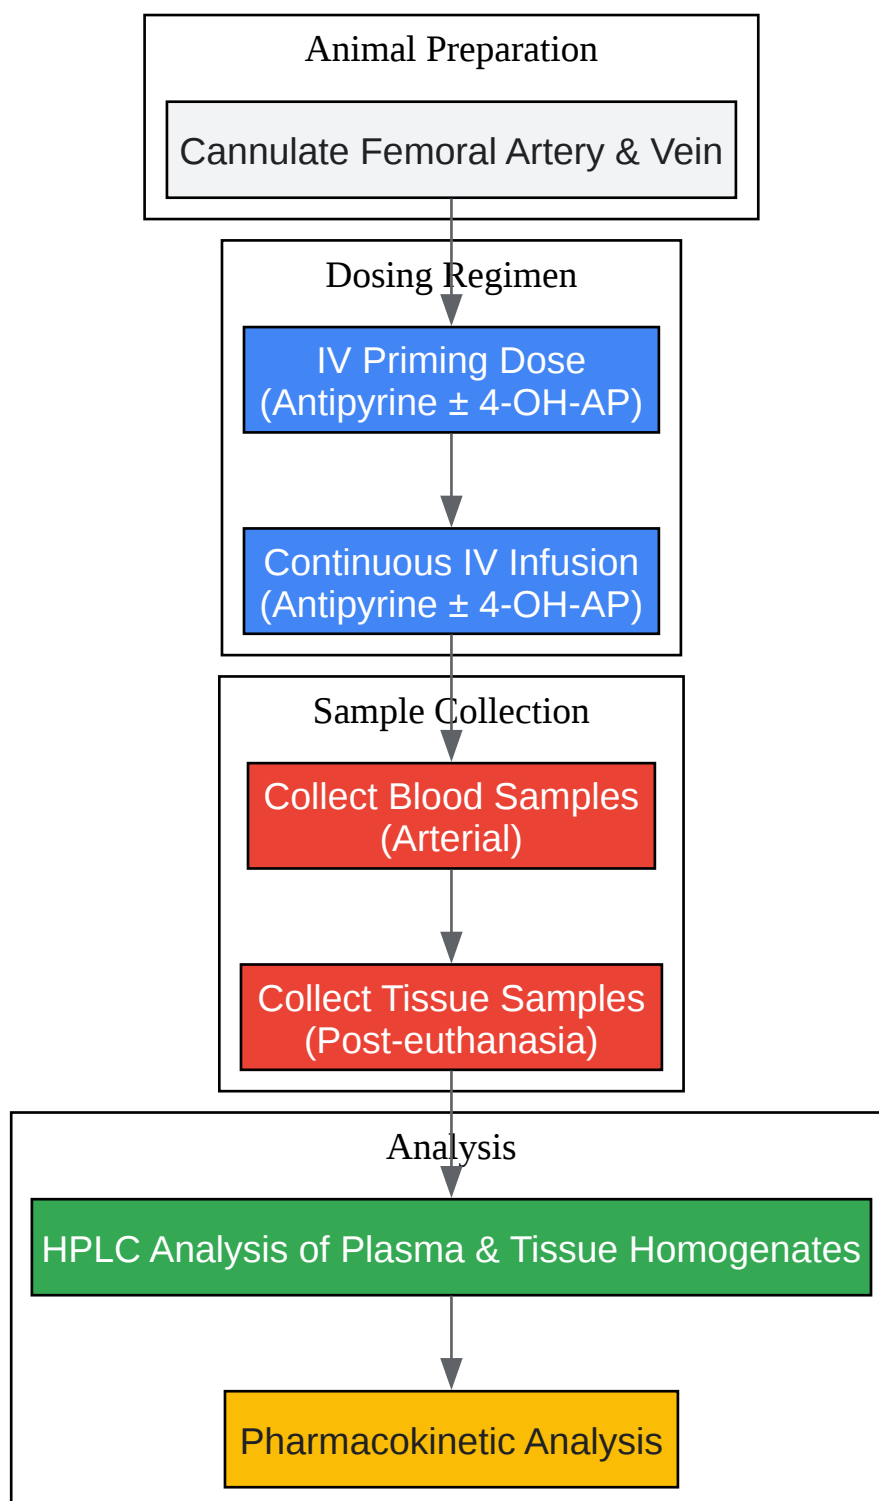 Animal Preparation
Cannulate Femoral Artery & Vein
Dosing Regimen
IV Priming Dose
(Antipyrine ± 4-OH-AP)
Continuous IV Infusion
(Antipyrine ± 4-OH-AP)
Sample Collection
Collect Blood Samples
(Arterial)
Collect Tissue Samples
(Post-euthanasia)
Analysis
HPLC Analysis of Plasma & Tissue Homogenates
Pharmacokinetic Analysis